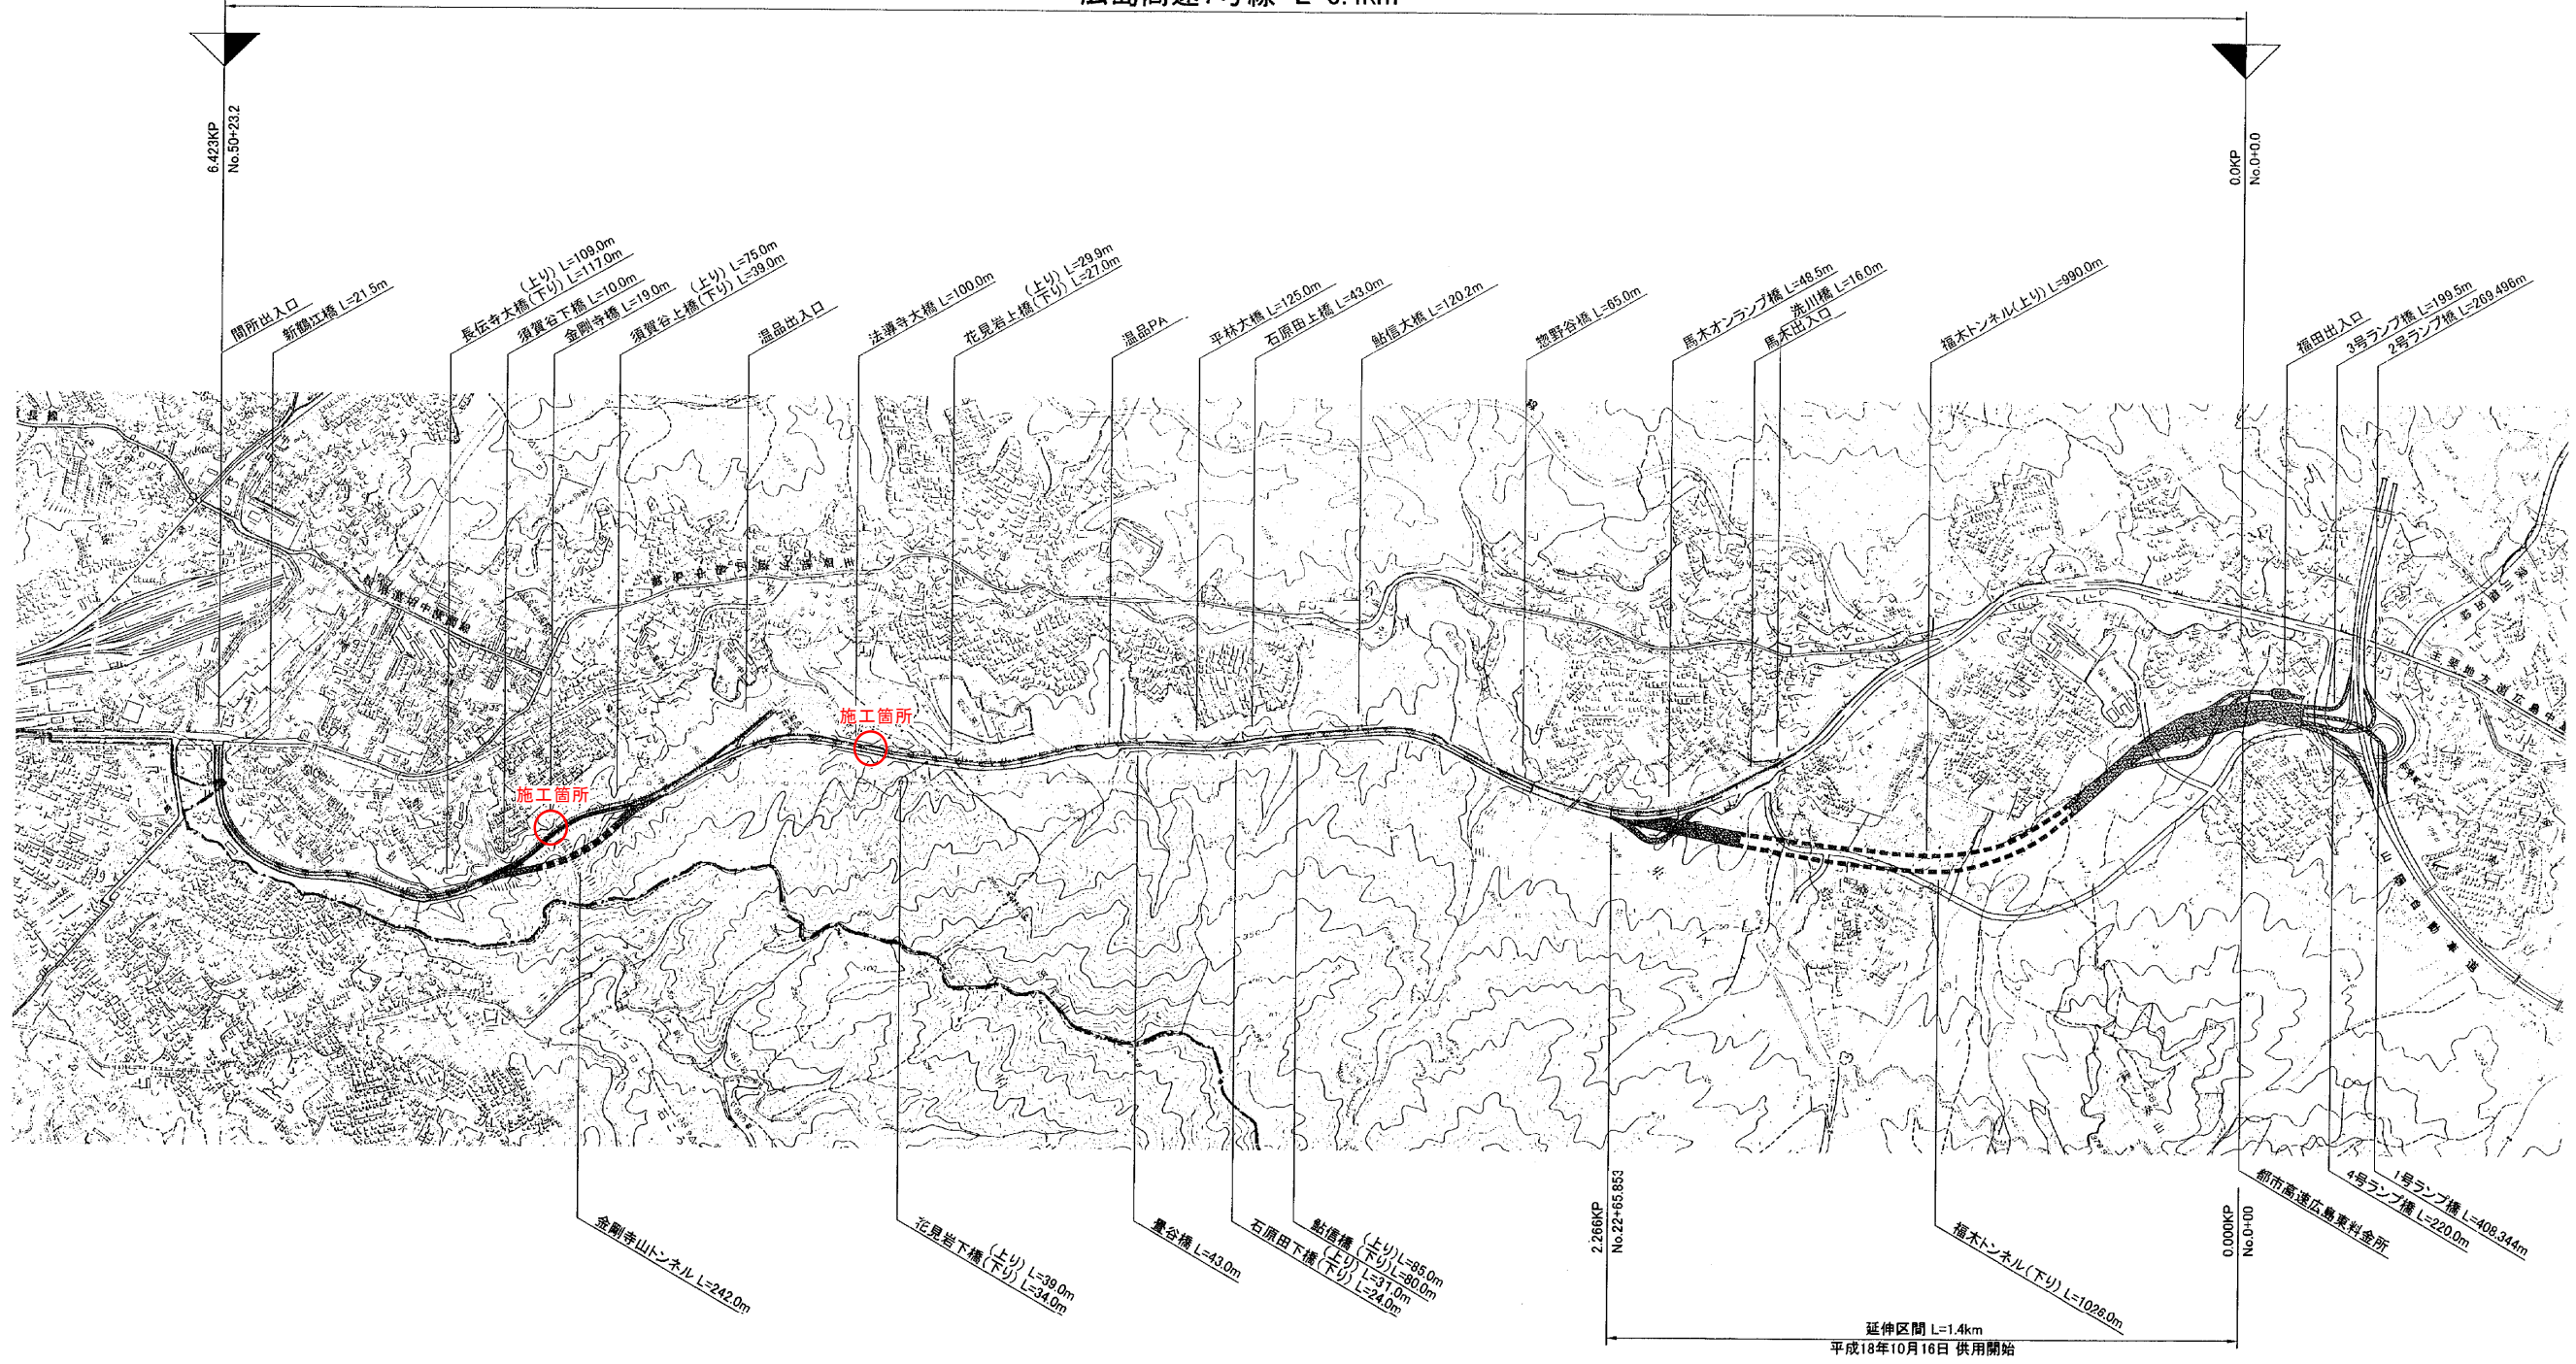 6.423KP
No.50+23.2
0.0KP
No.0+0.0
間所出入口
新鶴江橋 L=21.5m
(上り) L=109.0m
長伝寺大橋(下り) L=117.0m
須賀谷下橋 L=10.0m
金剛寺橋 L=19.0m
(上り) L=75.0m
須賀谷上橋(下り) L=39.0m
温品出入口
法導寺大橋 L=100.0m
(上り) L=29.9m
花見岩上橋(下り) L=27.0m
温品PA
平林大橋 L=125.0m
石原田上橋 L=43.0m
鮎信大橋 L=120.2m
惣野谷橋 L=65.0m
馬木オンランプ橋 L=48.5m
洗川橋 L=16.0m
馬木出入口
福木トンネル(上り) L=990.0m
福田出入口
3号ランプ橋 L=199.5m
2号ランプ橋 L=269.496m
施工箇所
施工箇所
山陽自動車道
金剛寺山トンネル L=242.0m
(上り) L=39.0m
花見岩下橋(下り) L=34.0m
畳谷橋 L=43.0m
(上り) L=85.0m
鮎信橋 (下り) L=80.0m
(上り) L=31.0m
石原田下橋(下り) L=24.0m
2.266KP
No.22+65.853
福木トンネル(下り) L=1026.0m
0.000KP
No.0+00
都市高速広島東料金所
4号ランプ橋 L=220.0m
1号ランプ橋 L=408.344m
延伸区間 L=1.4km
平成18年10月16日 供用開始